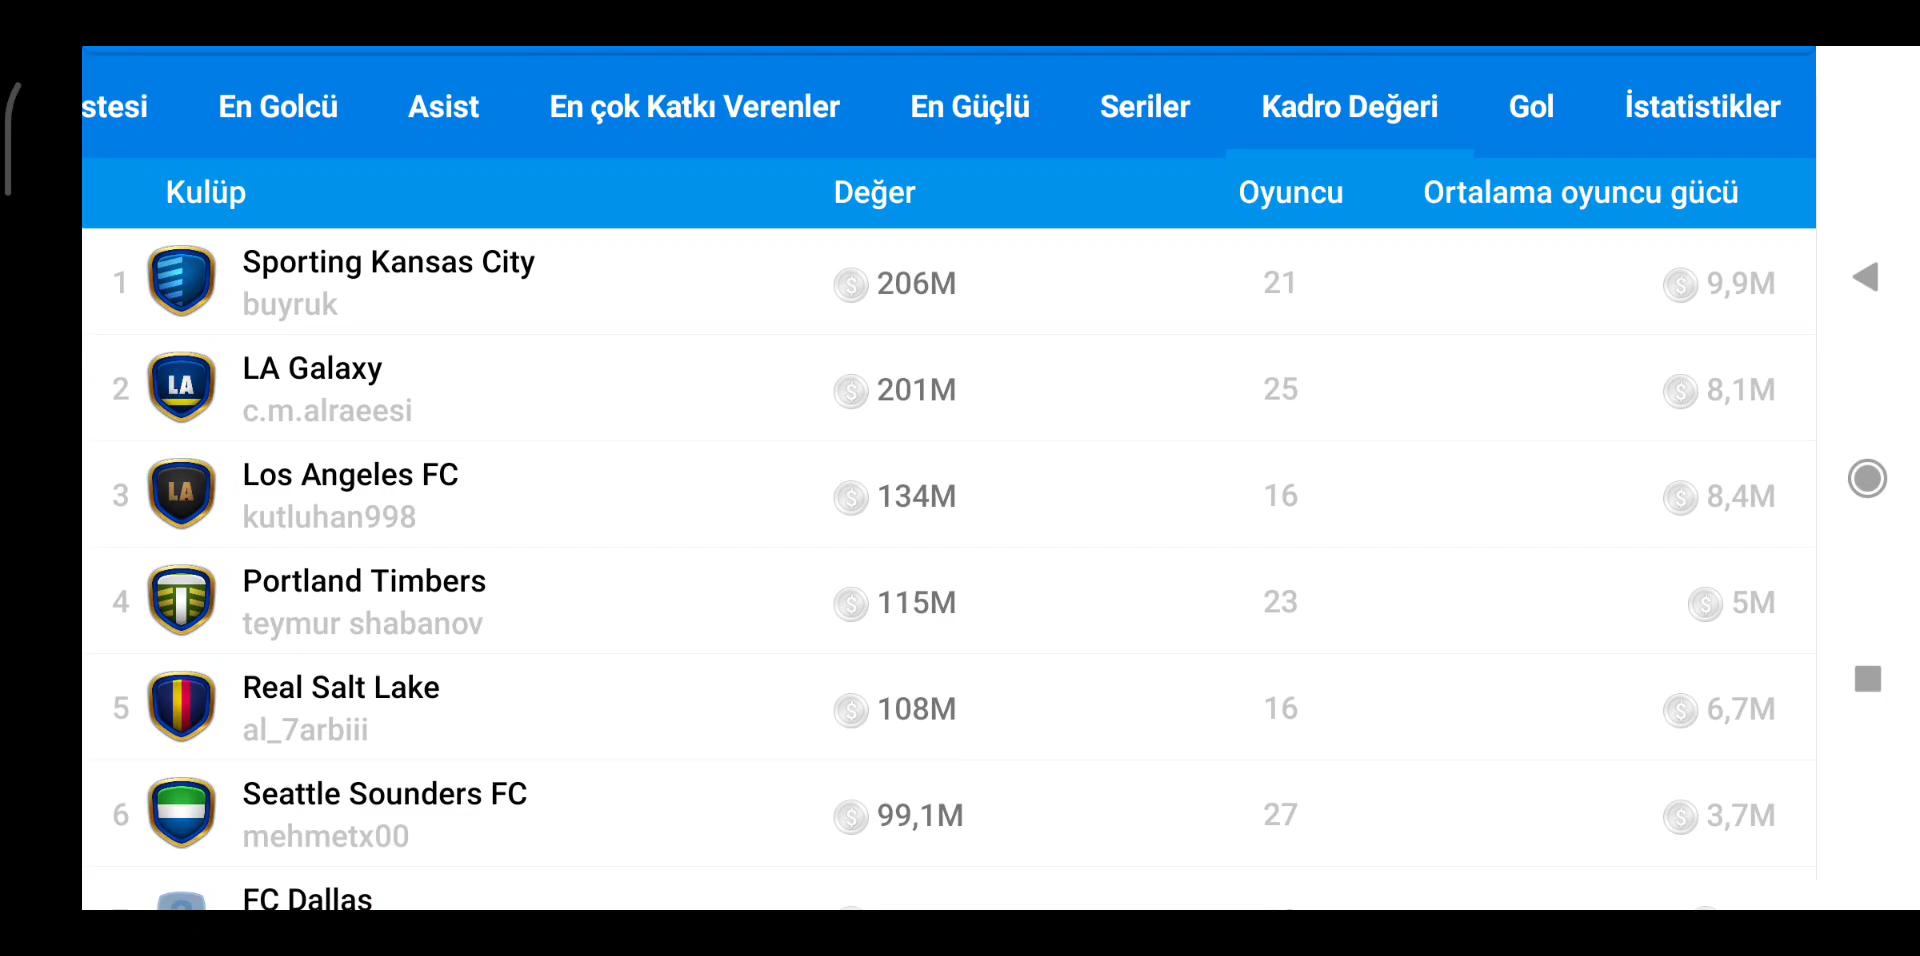 stesi En Golcü Asist En çok Katkı Verenler En Güçlü Seriler Kadro Değeri Gol İstatistikler
Kulüp Değer Oyuncu Ortalama oyuncu gücü
1 Sporting Kansas City 206M 21 9,9M
buyruk
2 LA LA Galaxy 201M 25 8,1M
c.m.alraeesi
3 LA Los Angeles FC 134M 16 8,4M
kutluhan998
4 Portland Timbers 115M 23 5M
teymur shabanov
5 Real Salt Lake 108M 16 6,7M
al_7arbiii
6 Seattle Sounders FC 99,1M 27 3,7M
mehmetx00
FC Dallas